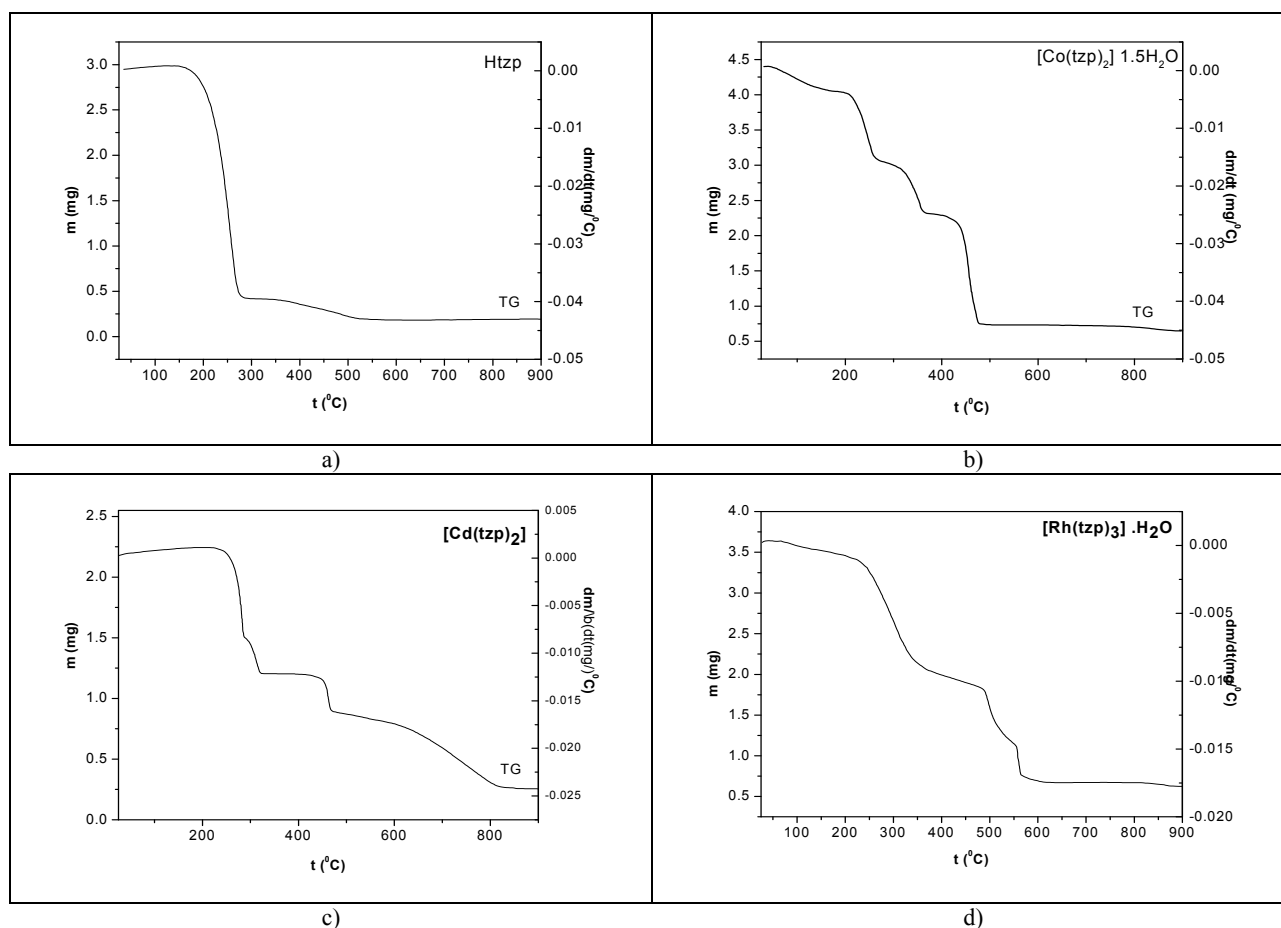 Htzp
3.0
2.5
2.0
1.5
1.0
0.5
0.0
m (mg)
0.00
-0.01
-0.02
-0.03
-0.04
-0.05
dm/dt(mg/⁰C)
TG
100 200 300 400 500 600 700 800 900
t (⁰C)
a)
[Co(tzp)₂] 1.5H₂O
4.5
4.0
3.5
3.0
2.5
2.0
1.5
1.0
0.5
m (mg)
0.00
-0.01
-0.02
-0.03
-0.04
-0.05
dm/dt (mg/⁰C)
TG
200 400 600 800
t (⁰C)
b)
[Cd(tzp)₂]
2.5
2.0
1.5
1.0
0.5
0.0
m (mg)
0.005
0.000
-0.005
-0.010
-0.015
-0.020
-0.025
dm/\b(dt(mg/)⁰C)
TG
200 400 600 800
t (⁰C)
c)
[Rh(tzp)₃] .H₂O
4.0
3.5
3.0
2.5
2.0
1.5
1.0
0.5
m (mg)
0.000
-0.005
-0.010
-0.015
-0.020
dm/dt(mg/⁰C)
100 200 300 400 500 600 700 800 900
t (⁰C)
d)